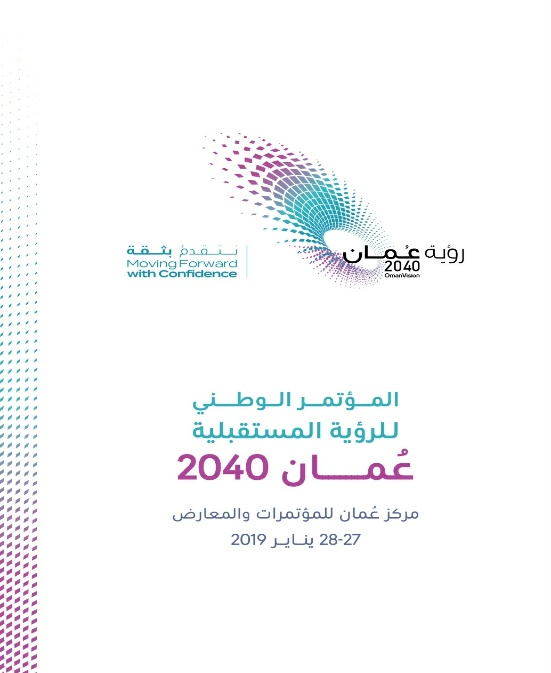 نتقدم بثقة
Moving Forward
with Confidence
رؤية عُمان
2040
OmanVision
المؤتمر الوطني
للرؤية المستقبلية
عُمان 2040
مركز عُمان للمؤتمرات والمعارض
27-28 يناير 2019